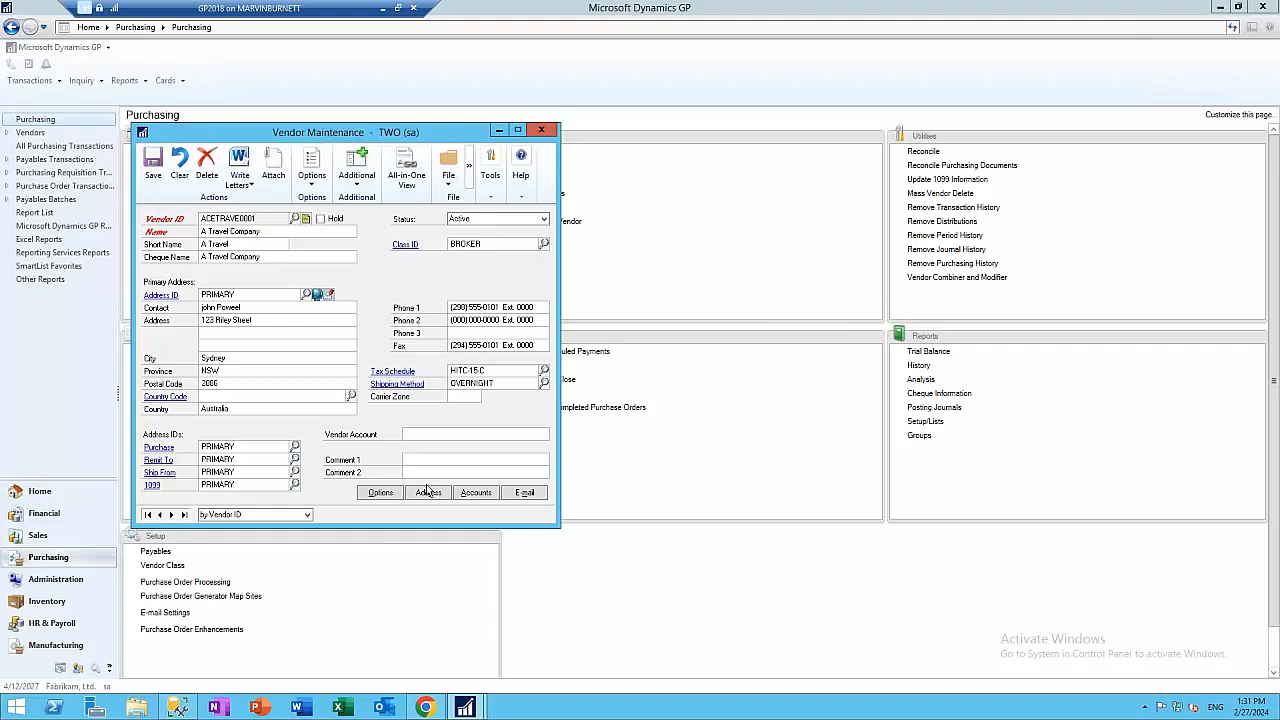 GP2018 on MARVINBURNETT
Microsoft Dynamics GP
Home
Purchasing
Purchasing
Microsoft Dynamics GP
Transactions
Inquiry
Reports
Cards
Purchasing
Vendors
All Purchasing Transactions
Payables Transactions
Purchasing Requisition Tr...
Purchase Order Transactio...
Payables Batches
Report List
Microsoft Dynamics GP R...
Excel Reports
Reporting Services Reports
SmartList Favorites
Other Reports
Home
Financial
Sales
Purchasing
Administration
Inventory
HR & Payroll
Manufacturing
4/12/2027 Fabrikam, Ltd. sa
Purchasing
Customize this page...
Vendor Maintenance - TWO (sa)
Save
Clear
Delete
Write Letters
Attach
Options
Additional
All-in-One View
File
Tools
Help
Actions
Options
Additional
File
Vendor ID ACETRAVE0001 Hold
Status: Active
Name A Travel Company
Short Name A Travel
Class ID BROKER
Cheque Name A Travel Company
Primary Address:
Address ID PRIMARY
Contact john Poweel
Phone 1 (298) 555-0101 Ext. 0000
Address 123 Riley Street
Phone 2 (000) 000-0000 Ext. 0000
Phone 3
Fax (294) 555-0101 Ext. 0000
City Sydney
Province NSW
Tax Schedule HITC-15-C
Postal Code 2086
Shipping Method OVERNIGHT
Country Code
Carrier Zone
Country Australia
Address IDs:
Vendor Account
Purchase PRIMARY
Remit To PRIMARY
Comment 1
Ship From PRIMARY
Comment 2
1099 PRIMARY
Options
Address
Accounts
E-mail
by Vendor ID
endor
uled Payments
lose
ompleted Purchase Orders
Utilities
Reconcile
Reconcile Purchasing Documents
Update 1099 Information
Mass Vendor Delete
Remove Transaction History
Remove Distributions
Remove Period History
Remove Journal History
Remove Purchasing History
Vendor Combiner and Modifier
Reports
Trial Balance
History
Analysis
Cheque Information
Posting Journals
Setup/Lists
Groups
Setup
Payables
Vendor Class
Purchase Order Processing
Purchase Order Generator Map Sites
E-mail Settings
Purchase Order Enhancements
Activate Windows
Go to System in Control Panel to activate Windows.
ENG
1:31 PM
2/27/2024